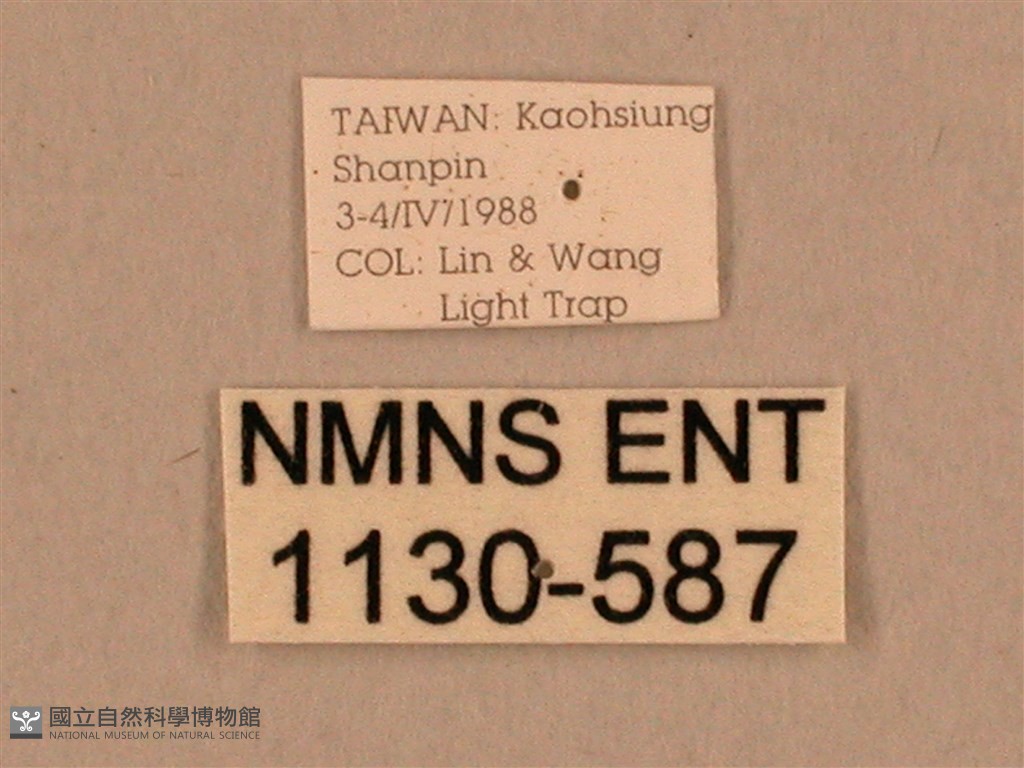 TAIWAN: Kaohsiung
Shanpin
3-4/IV/1988
COL: Lin & Wang
Light Trap
NMNS ENT
1130-587
國立自然科學博物館
NATIONAL MUSEUM OF NATURAL SCIENCE